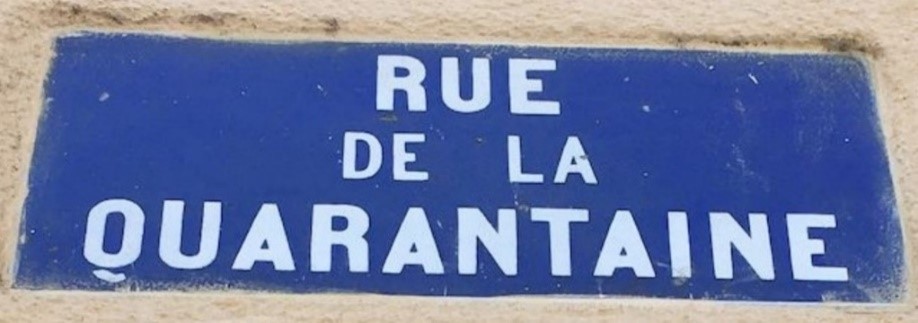 RUE
DE LA
QUARANTAINE